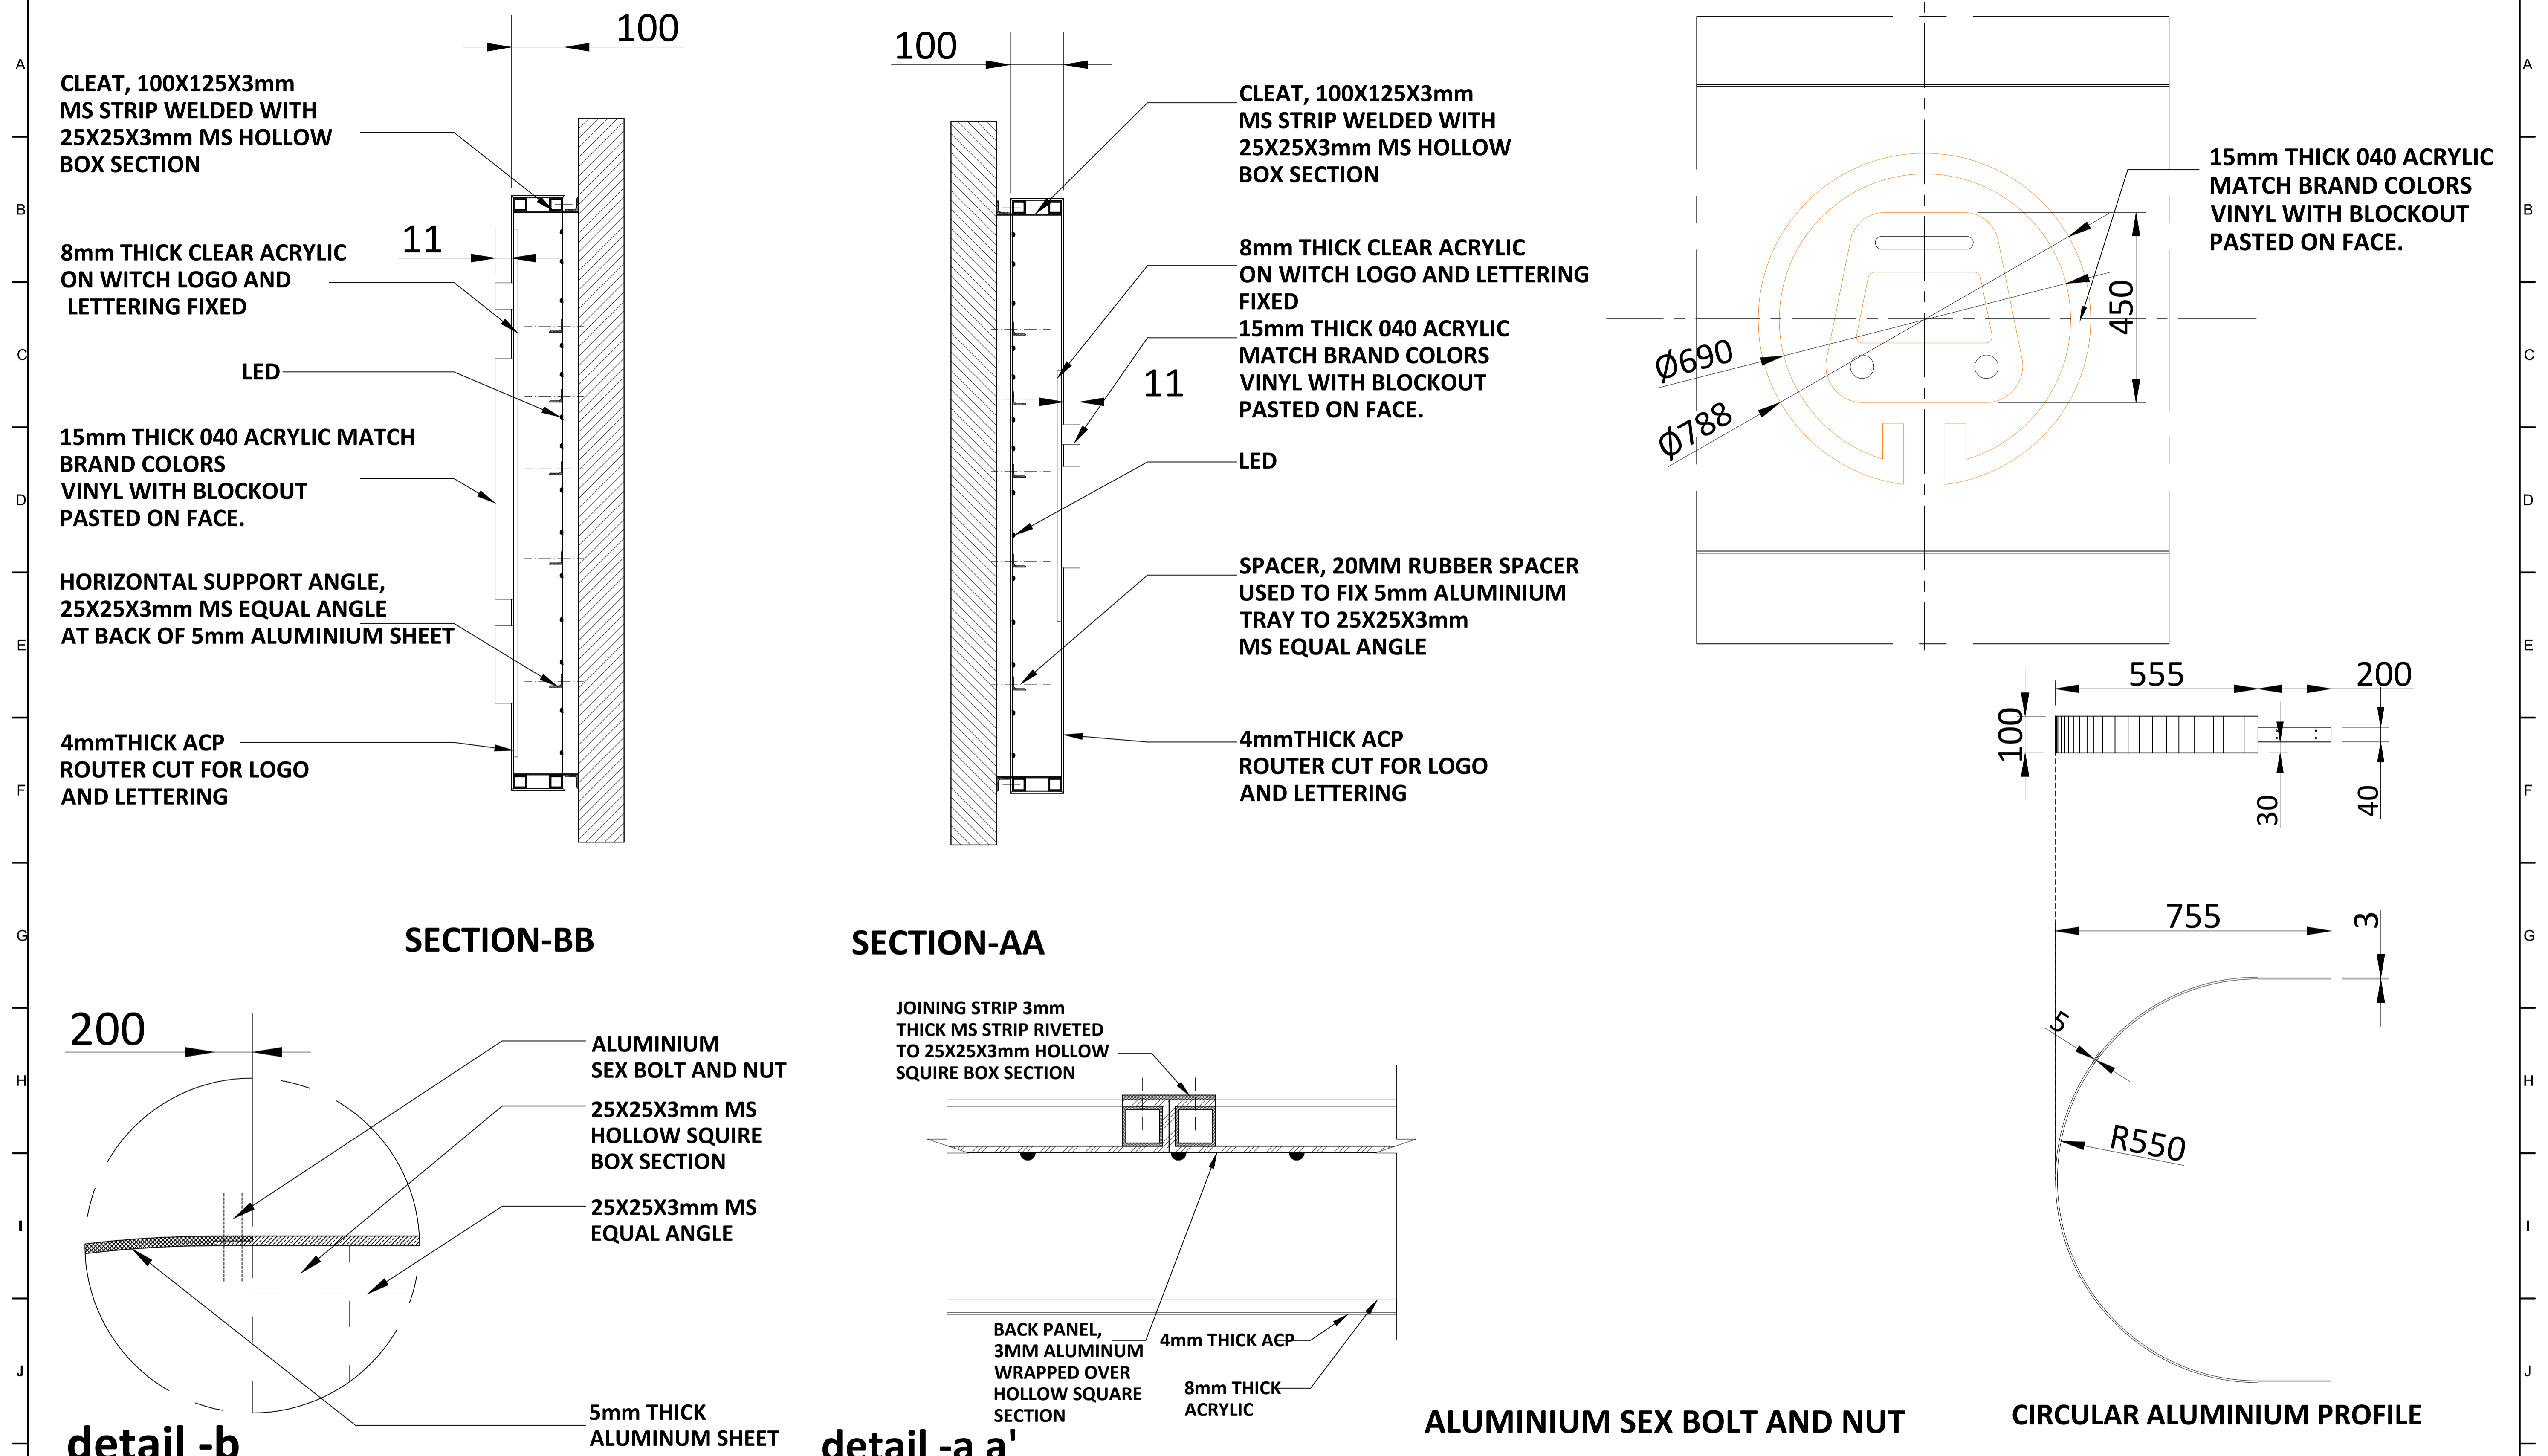 100
CLEAT, 100X125X3mm
MS STRIP WELDED WITH
25X25X3mm MS HOLLOW
BOX SECTION
8mm THICK CLEAR ACRYLIC
ON WITCH LOGO AND
LETTERING FIXED
11
LED
15mm THICK 040 ACRYLIC MATCH
BRAND COLORS
VINYL WITH BLOCKOUT
PASTED ON FACE.
HORIZONTAL SUPPORT ANGLE,
25X25X3mm MS EQUAL ANGLE
AT BACK OF 5mm ALUMINIUM SHEET
4mmTHICK ACP
ROUTER CUT FOR LOGO
AND LETTERING
SECTION-BB
100
CLEAT, 100X125X3mm
MS STRIP WELDED WITH
25X25X3mm MS HOLLOW
BOX SECTION
8mm THICK CLEAR ACRYLIC
ON WITCH LOGO AND LETTERING
FIXED
15mm THICK 040 ACRYLIC
MATCH BRAND COLORS
VINYL WITH BLOCKOUT
PASTED ON FACE.
11
LED
SPACER, 20MM RUBBER SPACER
USED TO FIX 5mm ALUMINIUM
TRAY TO 25X25X3mm
MS EQUAL ANGLE
4mmTHICK ACP
ROUTER CUT FOR LOGO
AND LETTERING
SECTION-AA
15mm THICK 040 ACRYLIC
MATCH BRAND COLORS
VINYL WITH BLOCKOUT
PASTED ON FACE.
450
Ø690
Ø788
555
200
100
30
40
755
3
5
R550
CIRCULAR ALUMINIUM PROFILE
ALUMINIUM SEX BOLT AND NUT
200
ALUMINIUM
SEX BOLT AND NUT
25X25X3mm MS
HOLLOW SQUIRE
BOX SECTION
25X25X3mm MS
EQUAL ANGLE
5mm THICK
ALUMINUM SHEET
detail -b
JOINING STRIP 3mm
THICK MS STRIP RIVETED
TO 25X25X3mm HOLLOW
SQUIRE BOX SECTION
BACK PANEL,
3MM ALUMINUM
WRAPPED OVER
HOLLOW SQUARE
SECTION
4mm THICK ACP
8mm THICK
ACRYLIC
detail -a a'
A
B
C
D
E
F
G
H
I
J
A
B
C
D
E
F
G
H
I
J